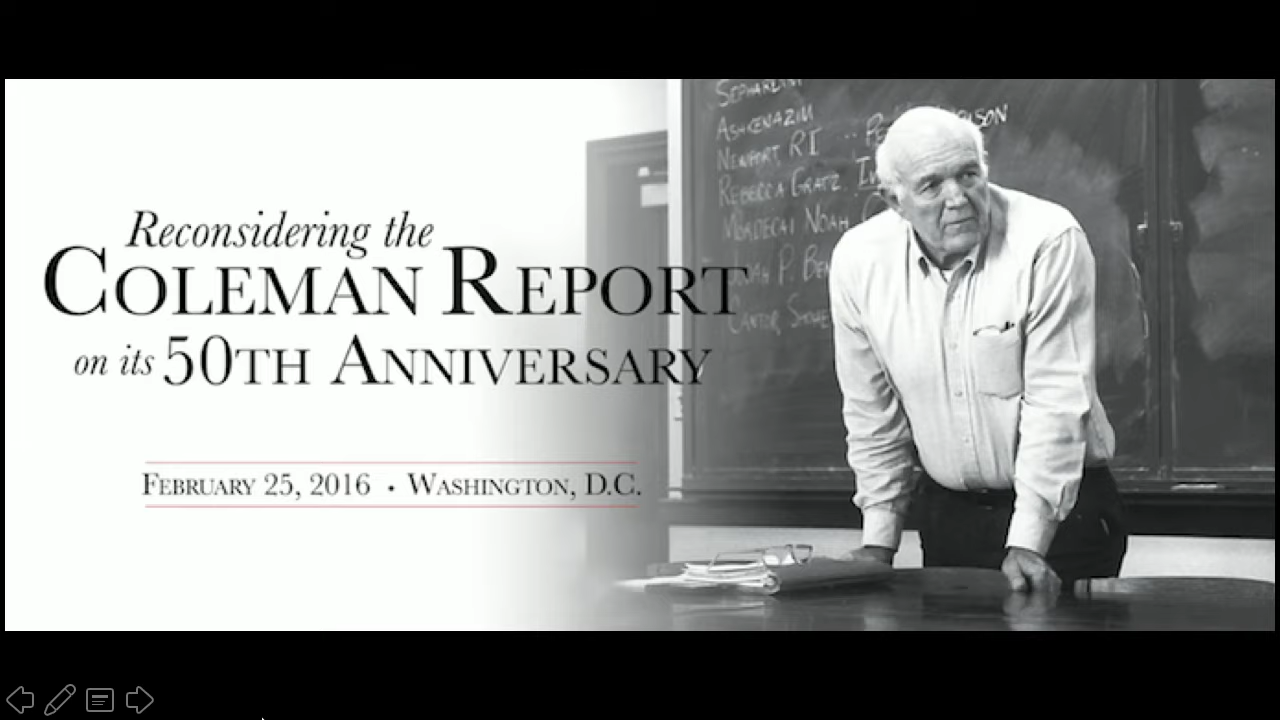 Reconsidering the
COLEMAN REPORT
on its 50TH ANNIVERSARY
FEBRUARY 25, 2016 • WASHINGTON, D.C.
ASHKENAZIM
NEWPORT, RI --
REBECCA GRATZ
MORDECAI NOAH